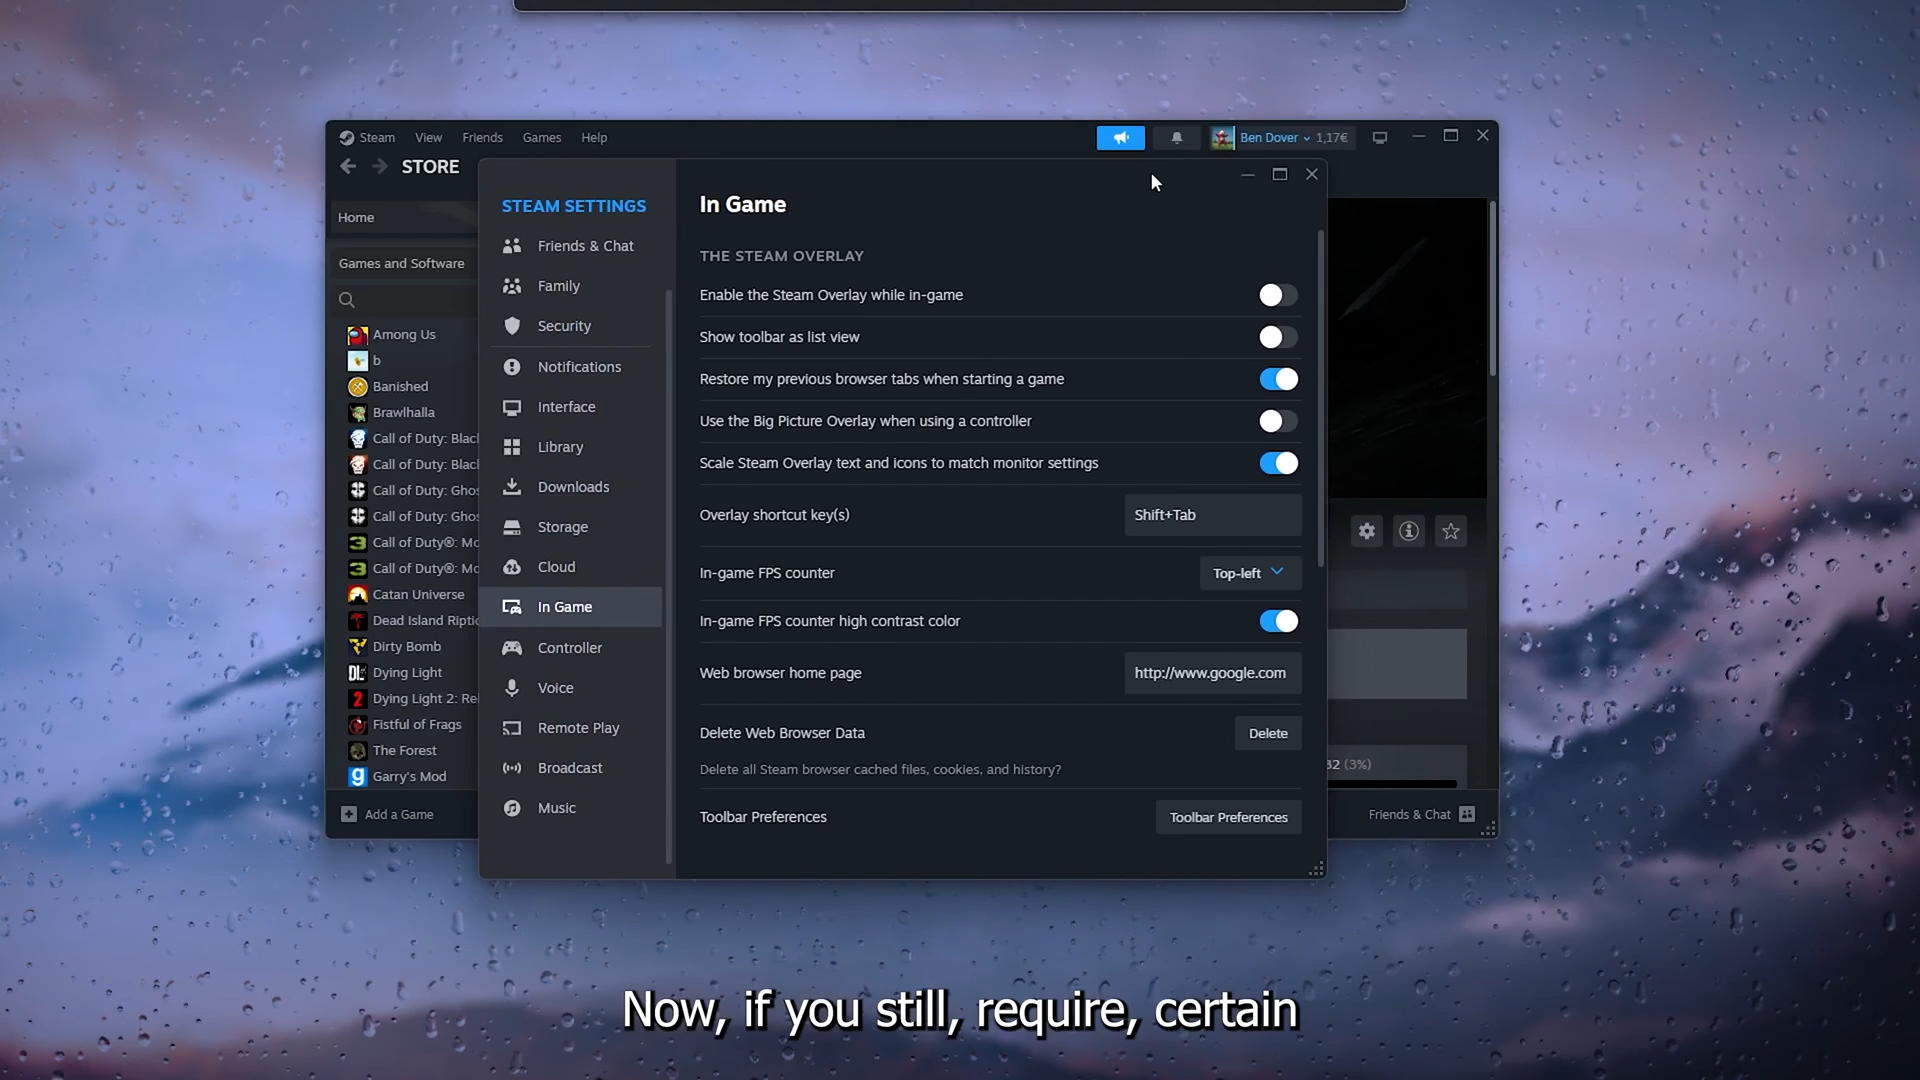 Steam View Friends Games Help
Ben Dover 1,17€
STORE
Home
Games and Software
Among Us
b
Banished
Brawlhalla
Call of Duty: Blac
Call of Duty: Blac
Call of Duty: Ghos
Call of Duty: Ghos
Call of Duty®: Mo
Call of Duty®: Mo
Catan Universe
Dead Island Riptid
Dirty Bomb
Dying Light
Dying Light 2: Rel
Fistful of Frags
The Forest
Garry's Mod
Add a Game
STEAM SETTINGS
Friends & Chat
Family
Security
Notifications
Interface
Library
Downloads
Storage
Cloud
In Game
Controller
Voice
Remote Play
Broadcast
Music
In Game
THE STEAM OVERLAY
Enable the Steam Overlay while in-game
Show toolbar as list view
Restore my previous browser tabs when starting a game
Use the Big Picture Overlay when using a controller
Scale Steam Overlay text and icons to match monitor settings
Overlay shortcut key(s) Shift+Tab
In-game FPS counter Top-left
In-game FPS counter high contrast color
Web browser home page http://www.google.com
Delete Web Browser Data Delete
Delete all Steam browser cached files, cookies, and history?
Toolbar Preferences Toolbar Preferences
32 (3%)
Friends & Chat
Now, if you still, require, certain